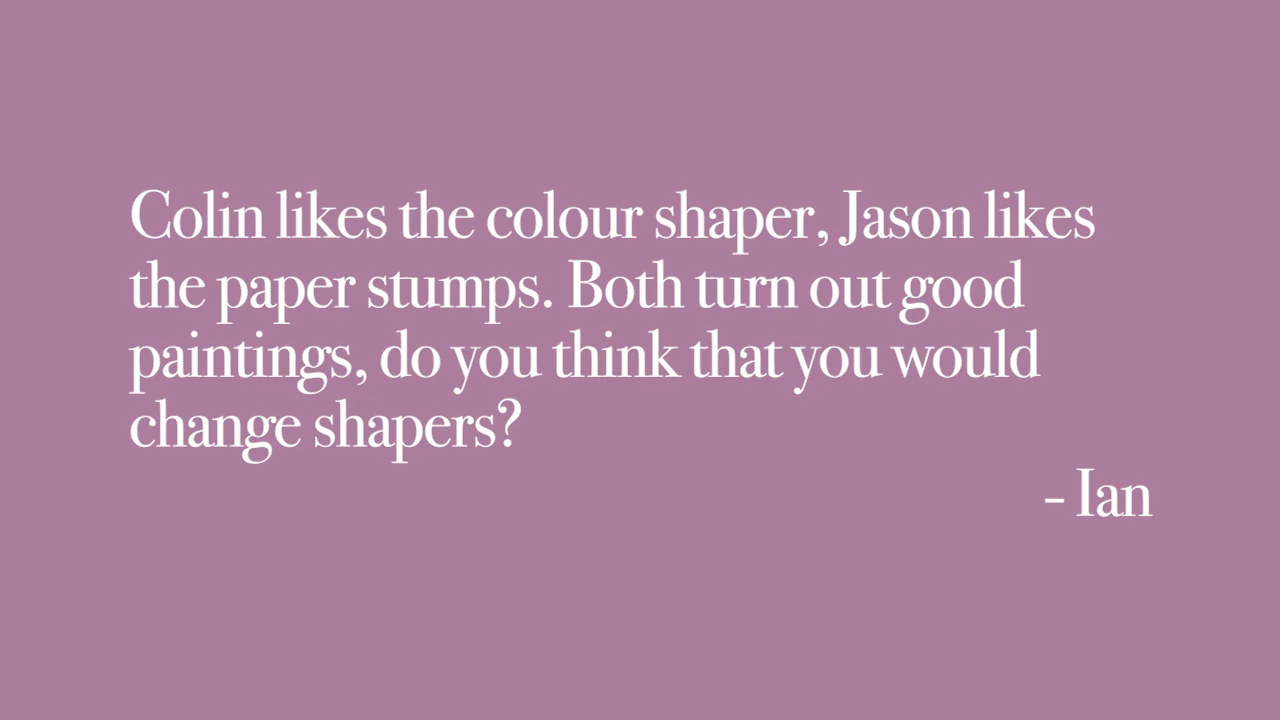 Colin likes the colour shaper, Jason likes
the paper stumps. Both turn out good
paintings, do you think that you would
change shapers?
- Ian